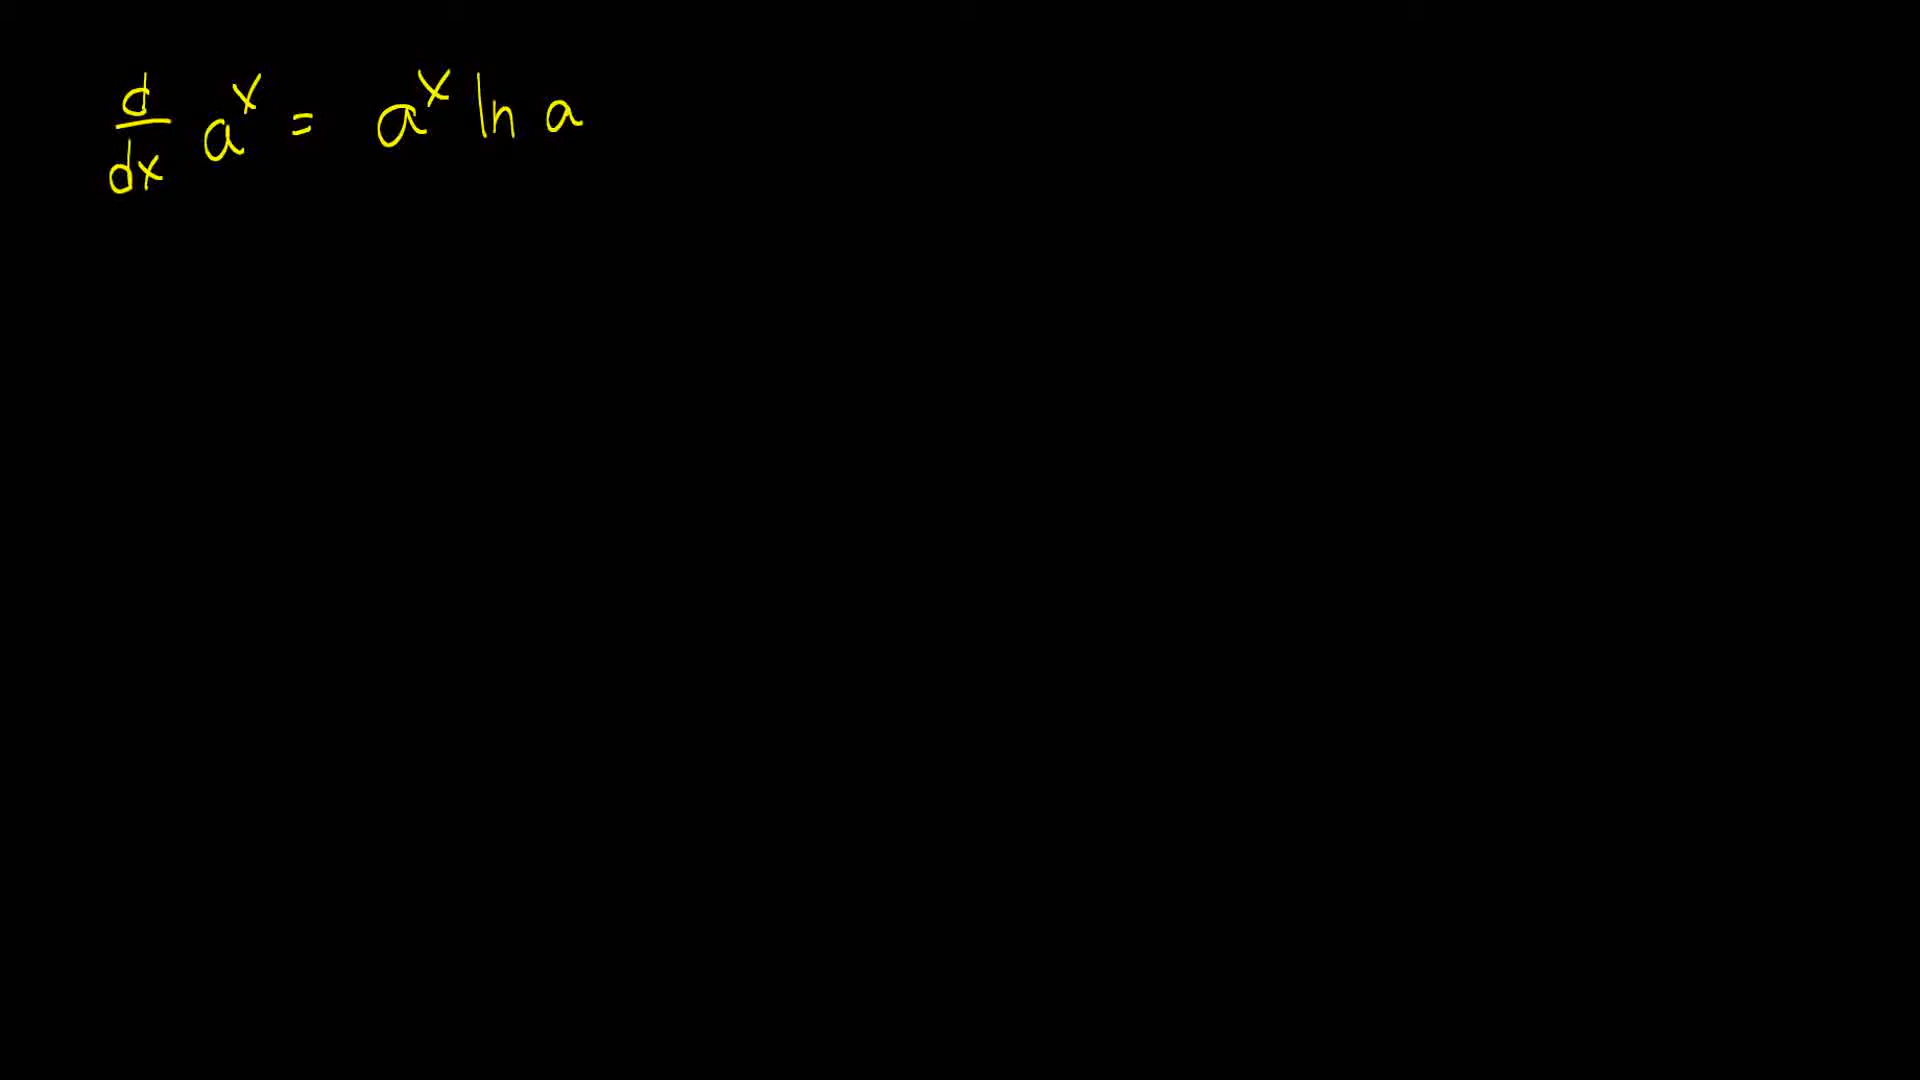 d/dx a^x = a^x ln a